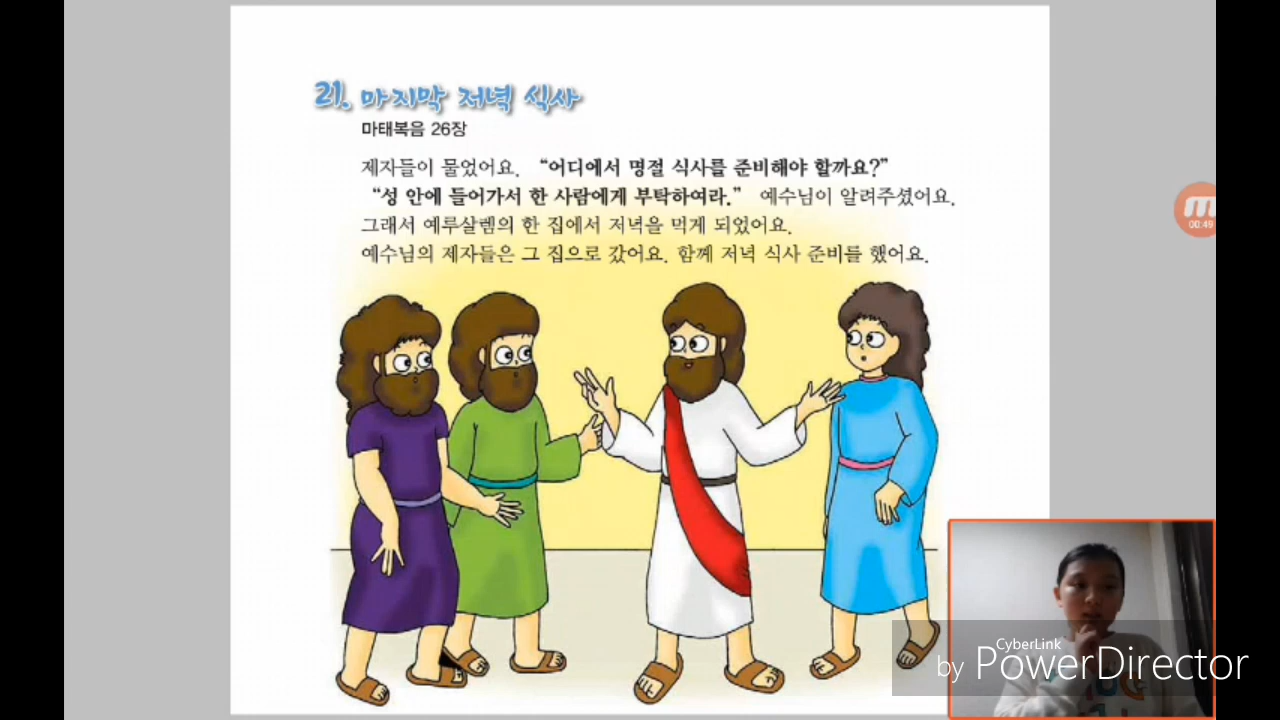 21. 마지막 저녁 식사
마태복음 26장
제자들이 물었어요. “어디에서 명절 식사를 준비해야 할까요?”
“성 안에 들어가서 한 사람에게 부탁하여라.” 예수님이 알려주셨어요.
그래서 예루살렘의 한 집에서 저녁을 먹게 되었어요.
예수님의 제자들은 그 집으로 갔어요. 함께 저녁 식사 준비를 했어요.
00:49
CyberLink
by PowerDirector